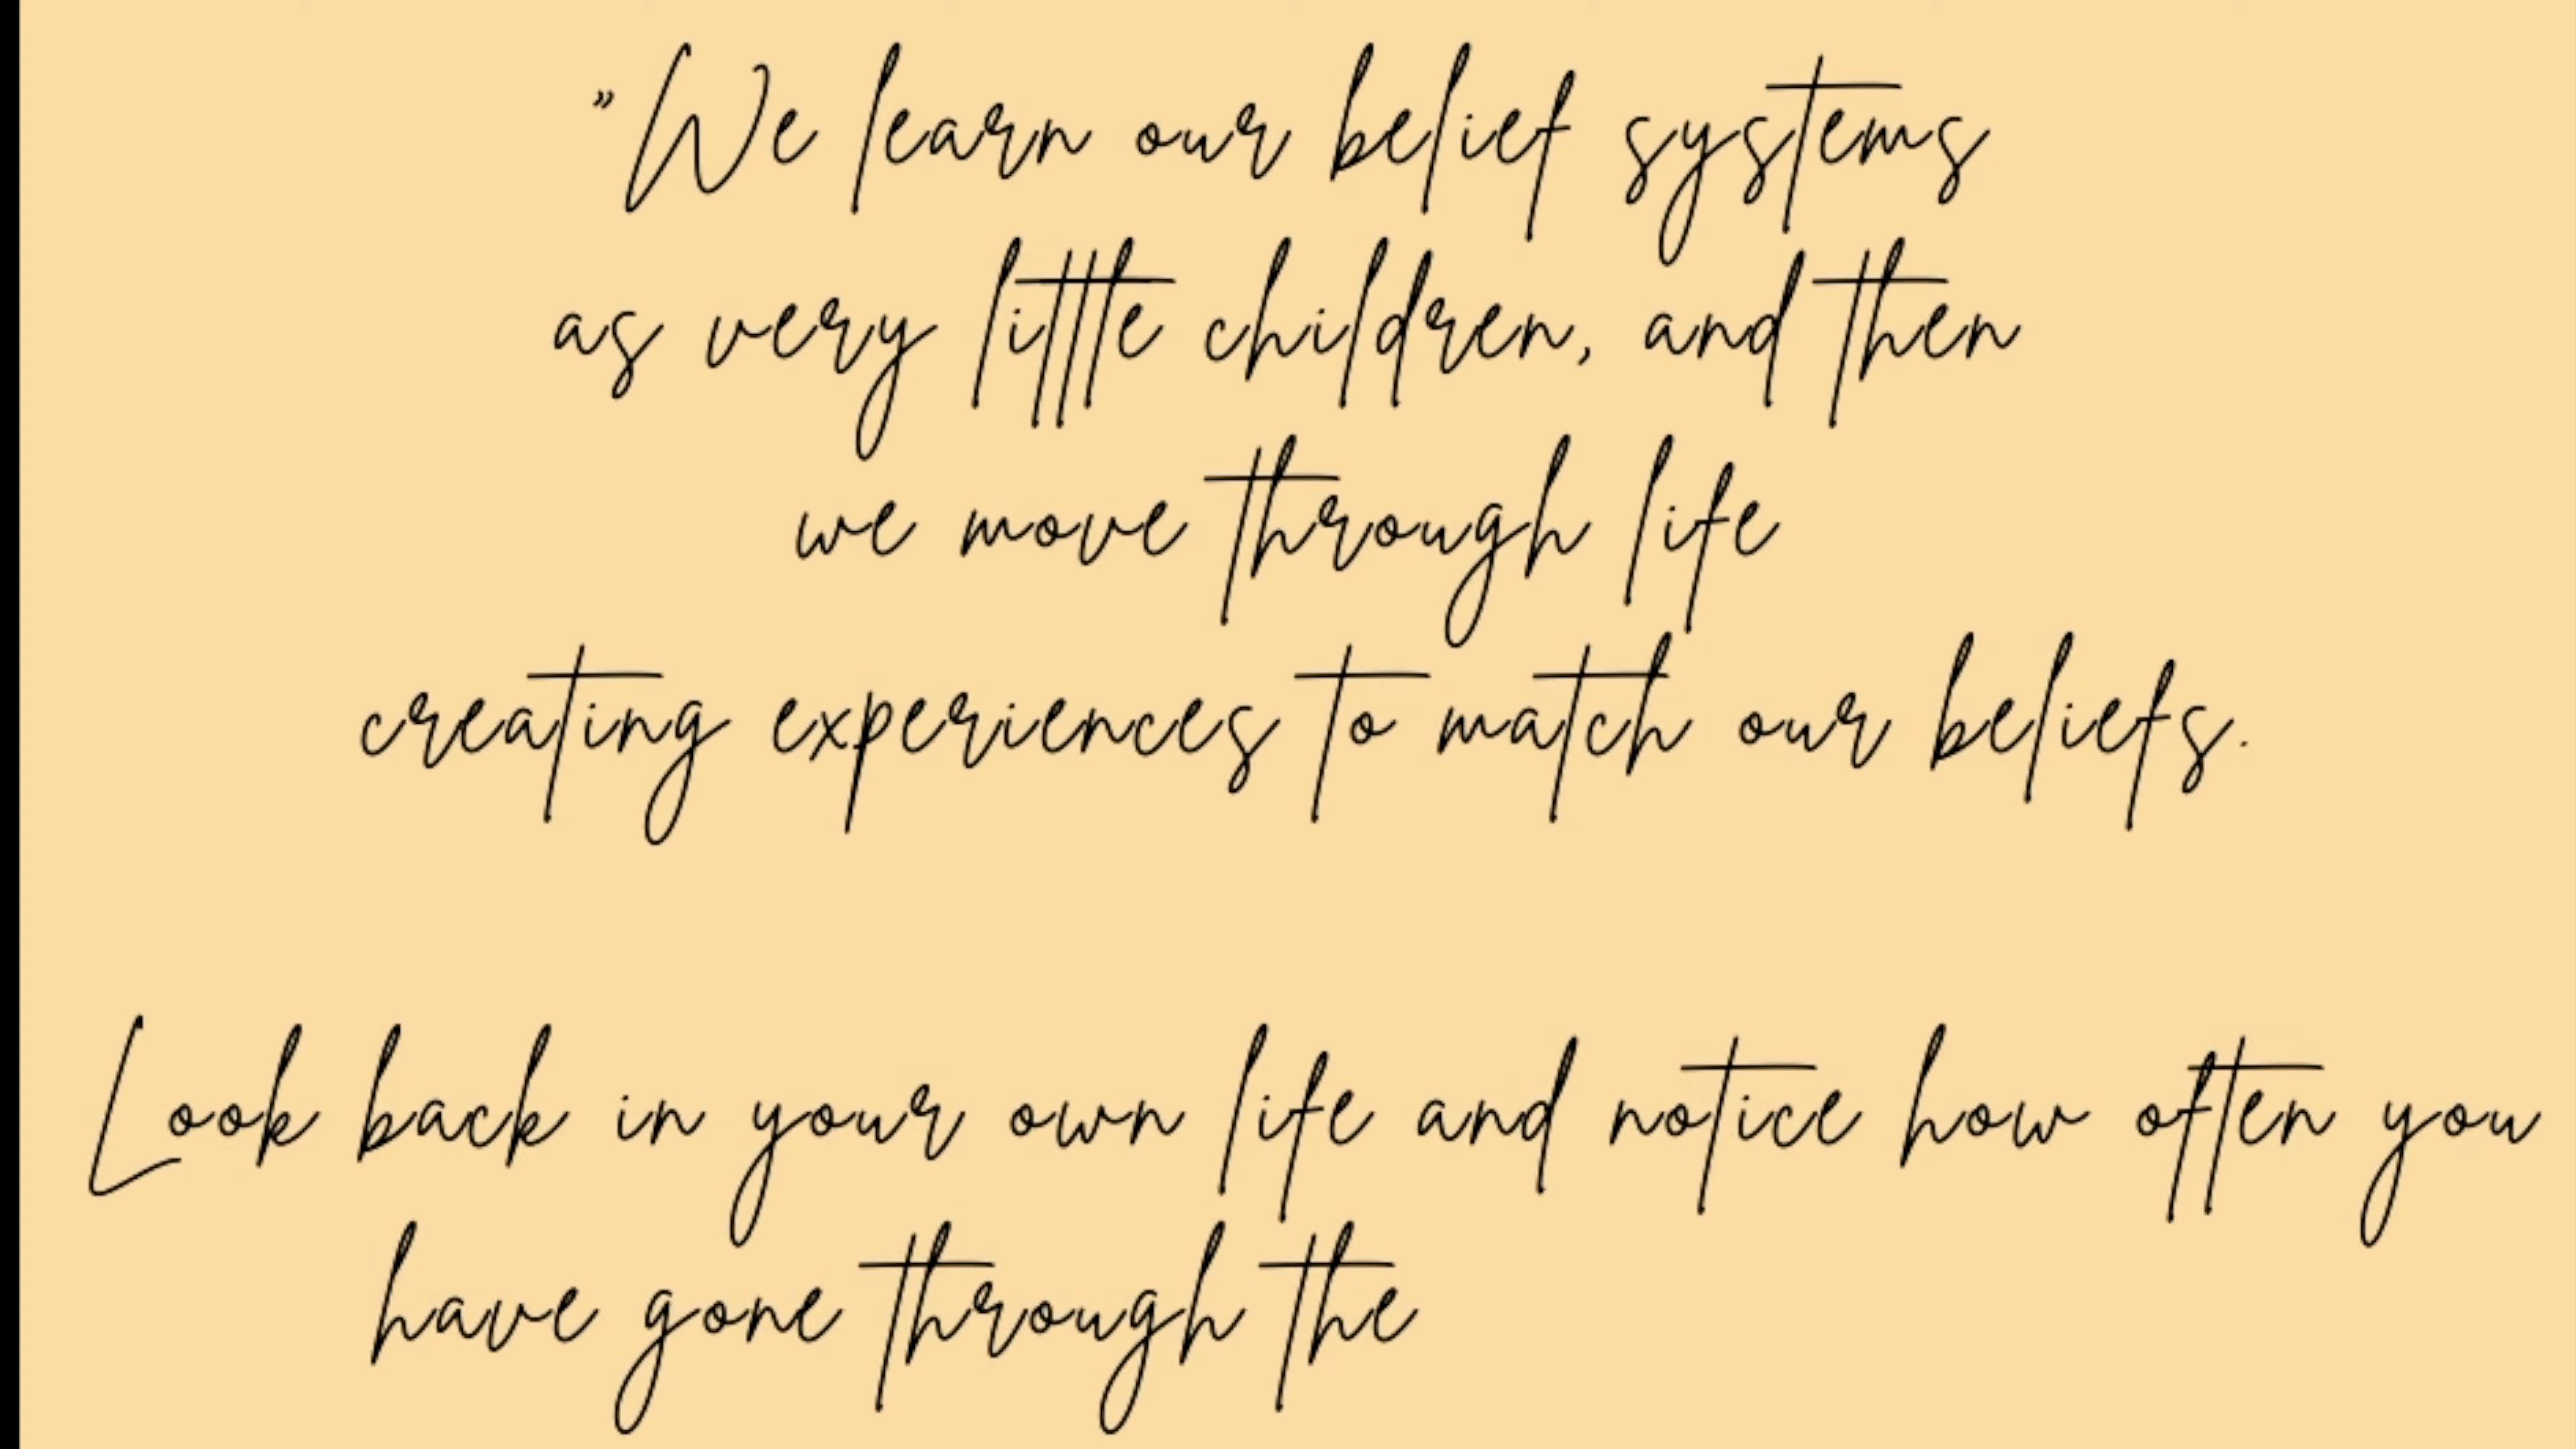 "We learn our belief systems
as very little children, and then
we move through life
creating experiences to match our beliefs.
Look back in your own life and notice how often you
have gone through the